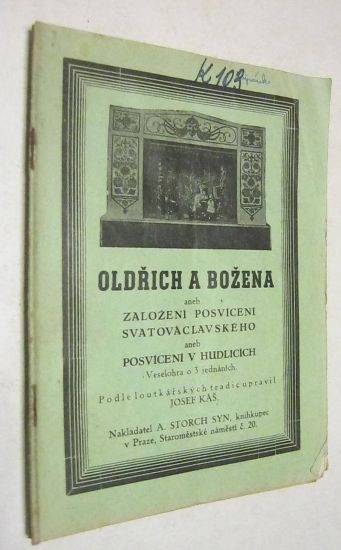 K 109
OLDŘICH A BOŽENA
aneb
ZALOŽENÍ POSVÍCENÍ
SVATOVÁCLAVSKÉHO
aneb
POSVÍCENÍ V HUDLICÍCH
Veselohra o 3 jednáních.
Podle loutkářských tradic upravil
JOSEF KÁŠ.
Nakladatel A. STORCH SYN, knihkupec
v Praze, Staroměstské náměstí č. 20.